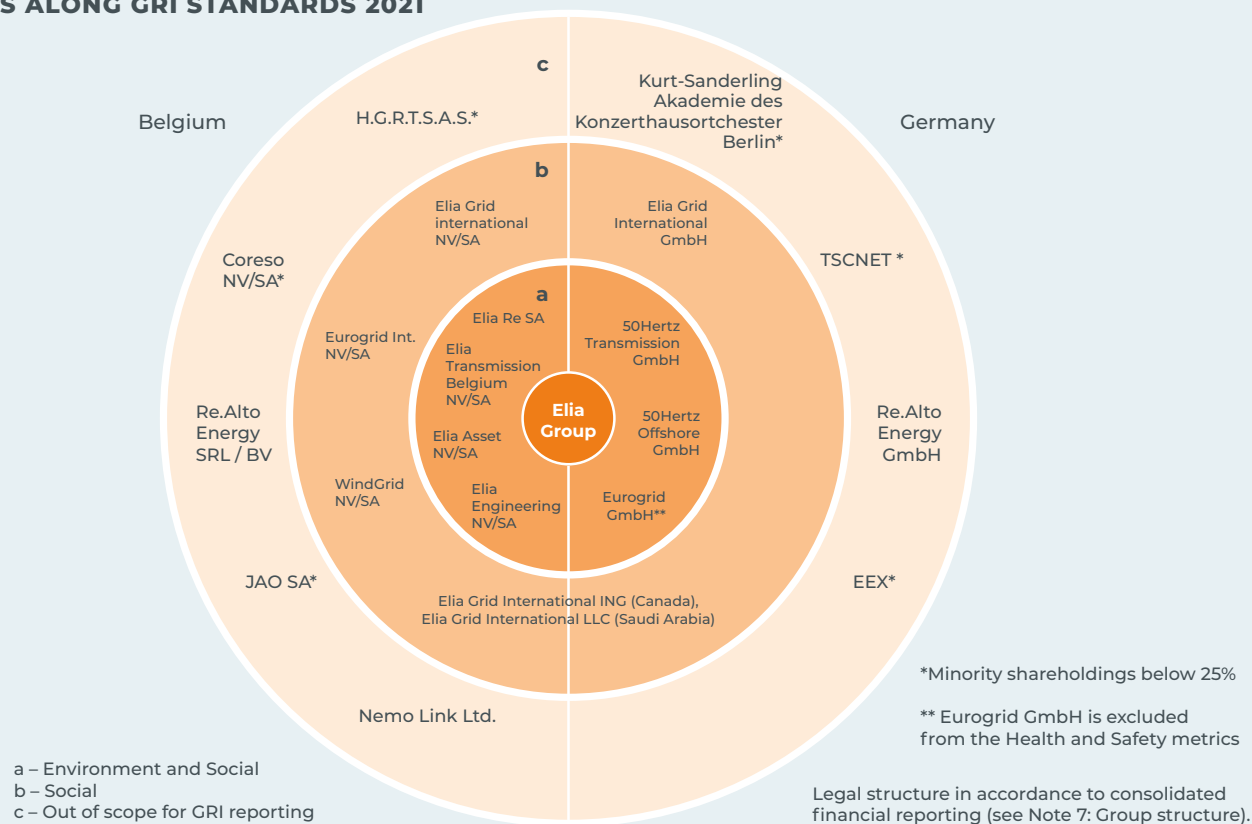 S ALONG GRI STANDARDS 2021
Belgium
Germany
c
H.G.R.T.S.A.S.*
Kurt-Sanderling
Akademie des
Konzerthausortchester
Berlin*
b
Elia Grid
international
NV/SA
Elia Grid
International
GmbH
Coreso
NV/SA*
TSCNET *
a
Elia Re SA
Elia
Transmission
Belgium
NV/SA
Elia Asset
NV/SA
Elia
Engineering
NV/SA
50Hertz
Transmission
GmbH
50Hertz
Offshore
GmbH
Eurogrid
GmbH**
Elia
Group
Eurogrid Int.
NV/SA
WindGrid
NV/SA
Re.Alto
Energy
SRL / BV
Re.Alto
Energy
GmbH
JAO SA*
EEX*
Elia Grid International ING (Canada),
Elia Grid International LLC (Saudi Arabia)
Nemo Link Ltd.
*Minority shareholdings below 25%
** Eurogrid GmbH is excluded
from the Health and Safety metrics
a – Environment and Social
b – Social
c – Out of scope for GRI reporting
Legal structure in accordance to consolidated
financial reporting (see Note 7: Group structure).